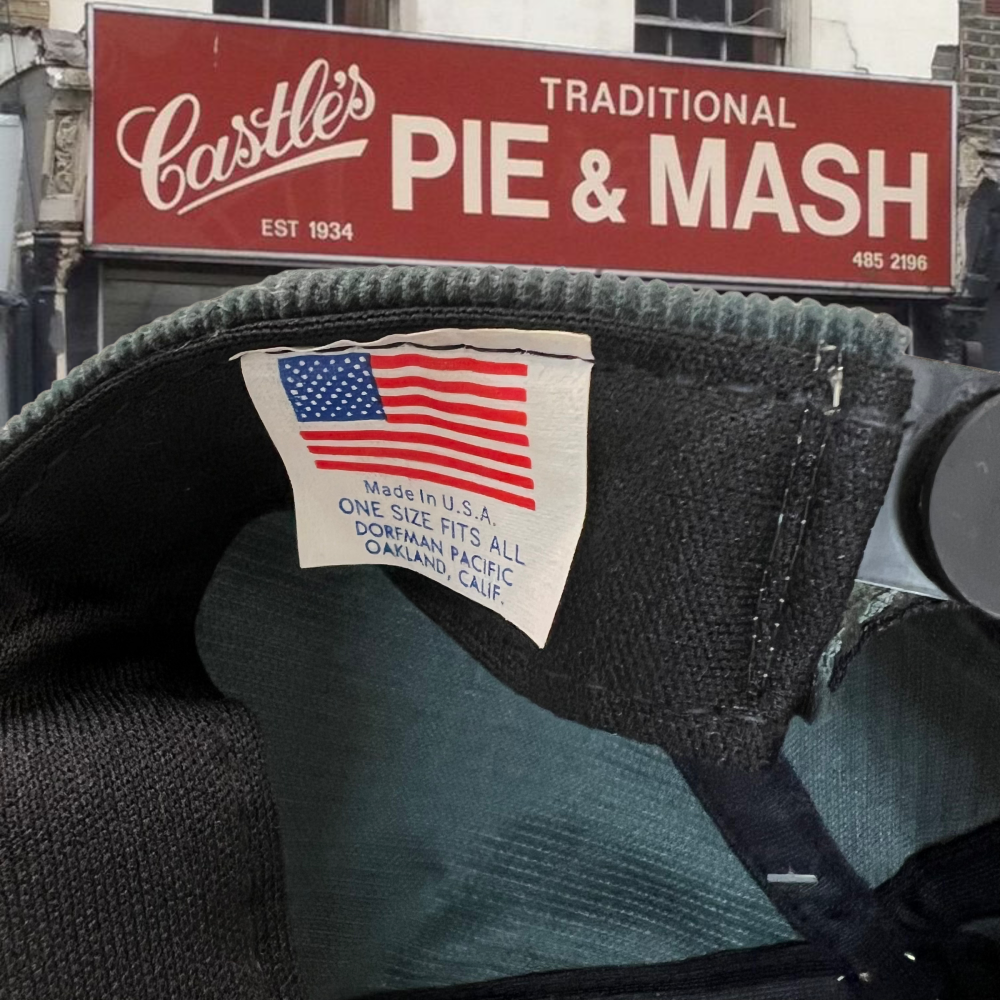 Castle's
EST 1934
TRADITIONAL
PIE & MASH
485 2196
Made In U.S.A.
ONE SIZE FITS ALL
DORFMAN PACIFIC
OAKLAND, CALIF.